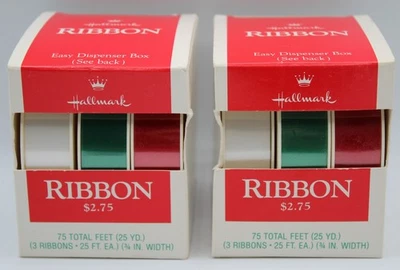 Hallmark
RIBBON
Easy Dispenser Box
(See back)
Hallmark
RIBBON
$2.75
75 TOTAL FEET (25 YD.)
(3 RIBBONS • 25 FT. EA.) (¾ IN. WIDTH)
Hallmark
RIBBON
Easy Dispenser Box
(See back)
Hallmark
RIBBON
$2.75
75 TOTAL FEET (25 YD.)
(3 RIBBONS • 25 FT. EA.) (¾ IN. WIDTH)